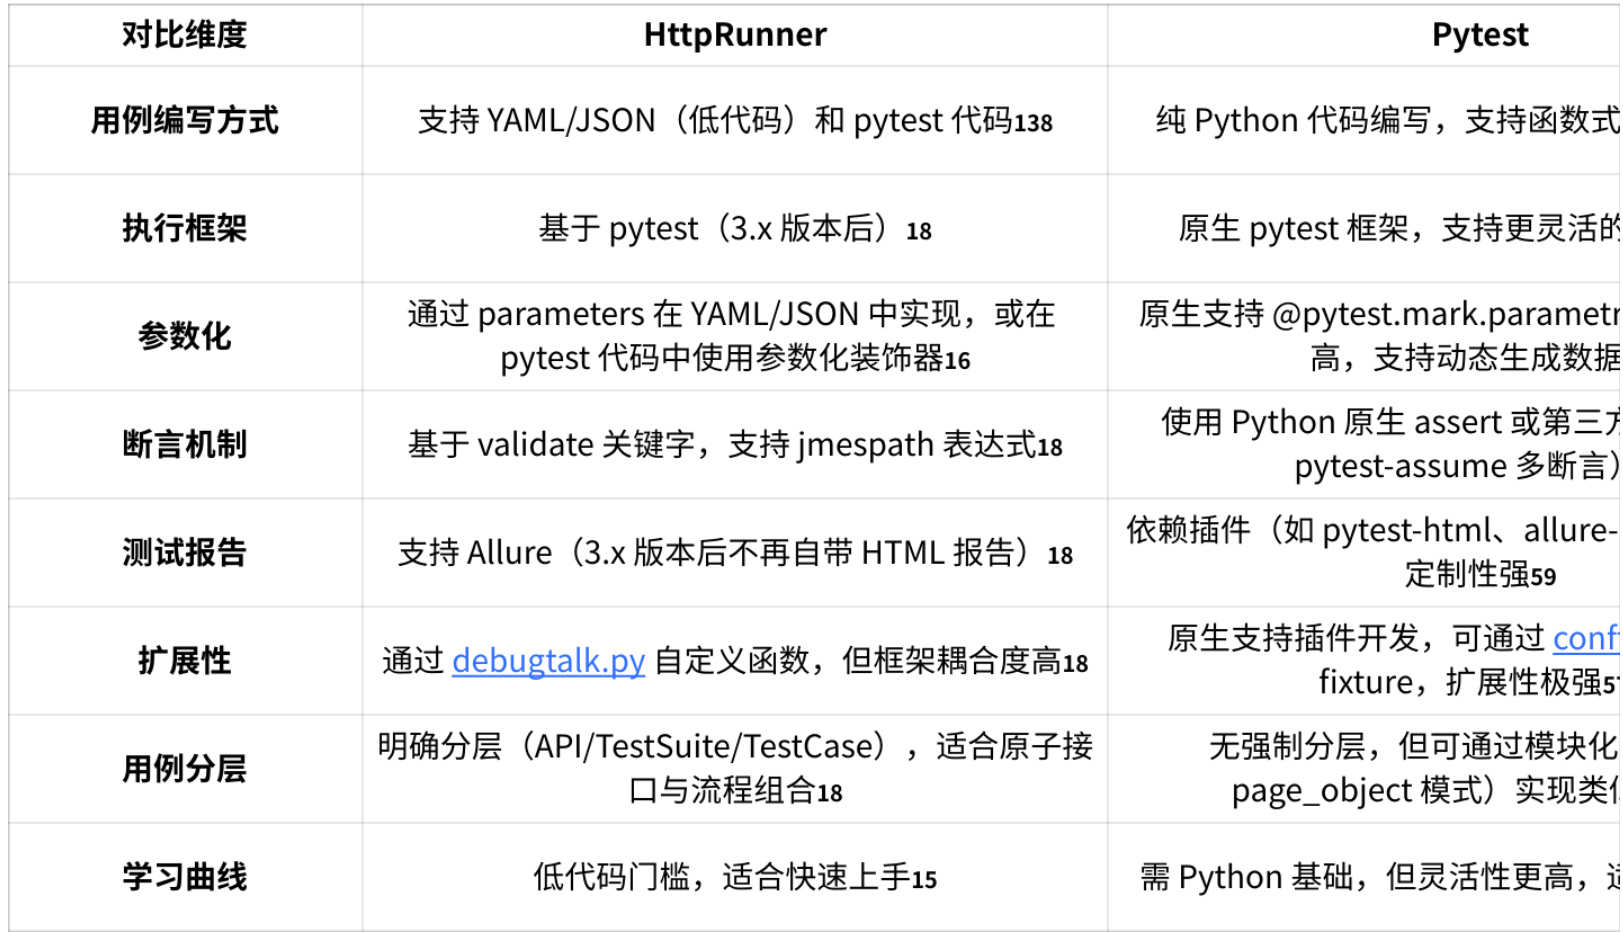 对比维度 HttpRunner Pytest
用例编写方式 支持 YAML/JSON（低代码）和 pytest 代码138 纯 Python 代码编写，支持函数式
执行框架 基于 pytest（3.x 版本后）18 原生 pytest 框架，支持更灵活的
参数化 通过 parameters 在 YAML/JSON 中实现，或在
pytest 代码中使用参数化装饰器16
原生支持 @pytest.mark.parametr
高，支持动态生成数据
断言机制 基于 validate 关键字，支持 jmespath 表达式18
使用 Python 原生 assert 或第三方
pytest-assume 多断言）
测试报告 支持 Allure（3.x 版本后不再自带 HTML 报告）18
依赖插件（如 pytest-html、allure-
定制性强59
扩展性 通过 debugtalk.py 自定义函数，但框架耦合度高18
原生支持插件开发，可通过 conf
fixture，扩展性极强5
用例分层 明确分层（API/TestSuite/TestCase），适合原子接
口与流程组合18
无强制分层，但可通过模块化
page_object 模式）实现类
学习曲线 低代码门槛，适合快速上手15 需 Python 基础，但灵活性更高，